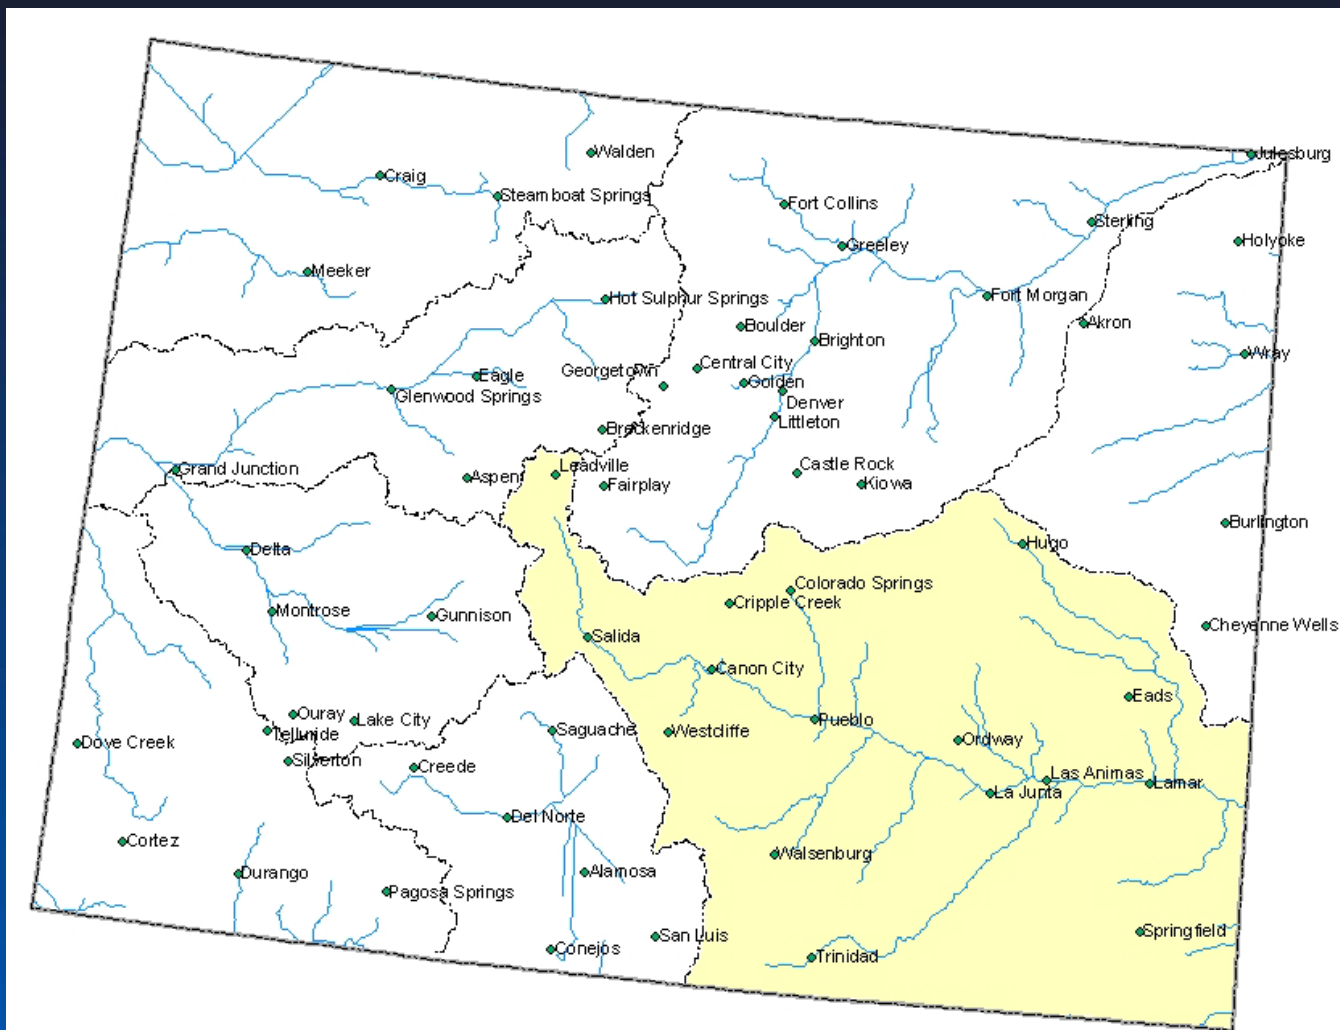 Julesburg
Walden
Craig
Steamboat Springs
Fort Collins
Sterling
Holyoke
Greeley
Meeker
Hot Sulphur Springs
Fort Morgan
Akron
Boulder
Brighton
Wray
Central City
Georgetown
Eagle
Golden
Glenwood Springs
Denver
Littleton
Breckenridge
Leadville
Castle Rock
Grand Junction
Aspen
Fairplay
Kiowa
Burlington
Hugo
Delta
Colorado Springs
Cripple Creek
Montrose
Gunnison
Cheyenne Wells
Salida
Canon City
Eads
Ouray
Lake City
Pueblo
Telluride
Saguache
Westcliffe
Ordway
Dove Creek
Silverton
Creede
Las Animas
Lamar
La Junta
Del Norte
Cortez
Walsenburg
Durango
Alamosa
Pagosa Springs
Springfield
San Luis
Conejos
Trinidad